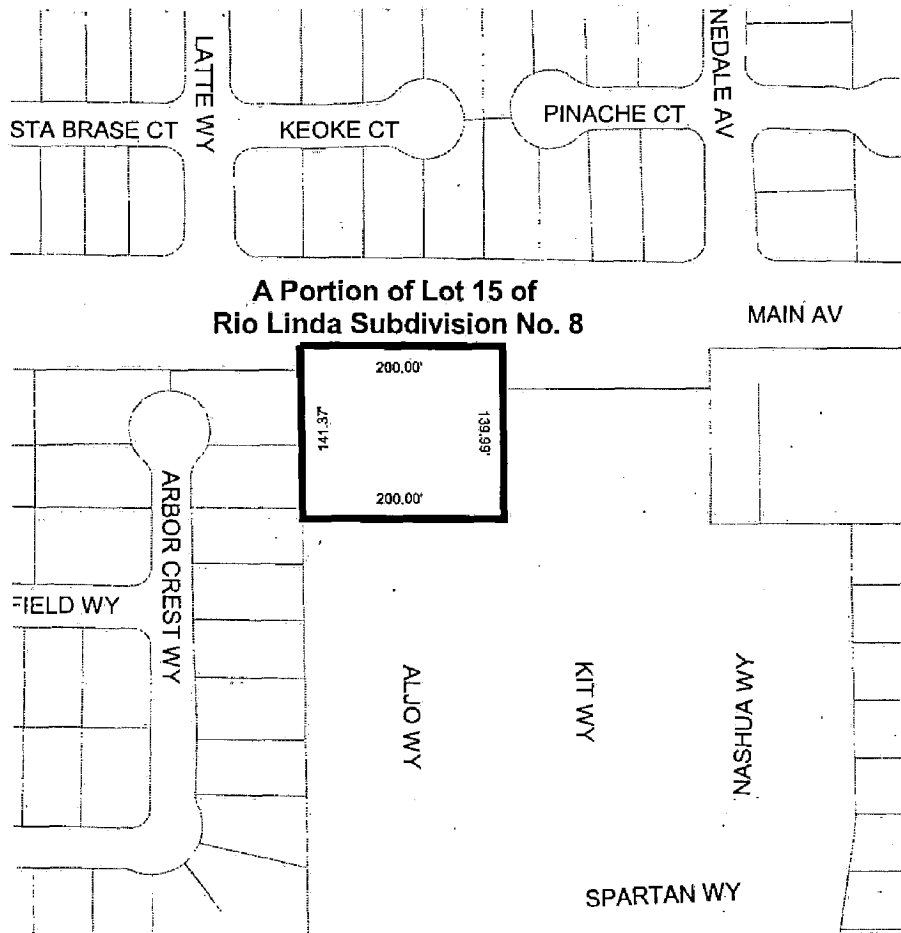 LATTE WY
NEDALE AV
STA BRASE CT
KEOKE CT
PINACHE CT
A Portion of Lot 15 of
Rio Linda Subdivision No. 8
MAIN AV
200.00'
141.37'
139.99'
200.00'
ARBOR CREST WY
FIELD WY
ALJO WY
KIT WY
NASHUA WY
SPARTAN WY